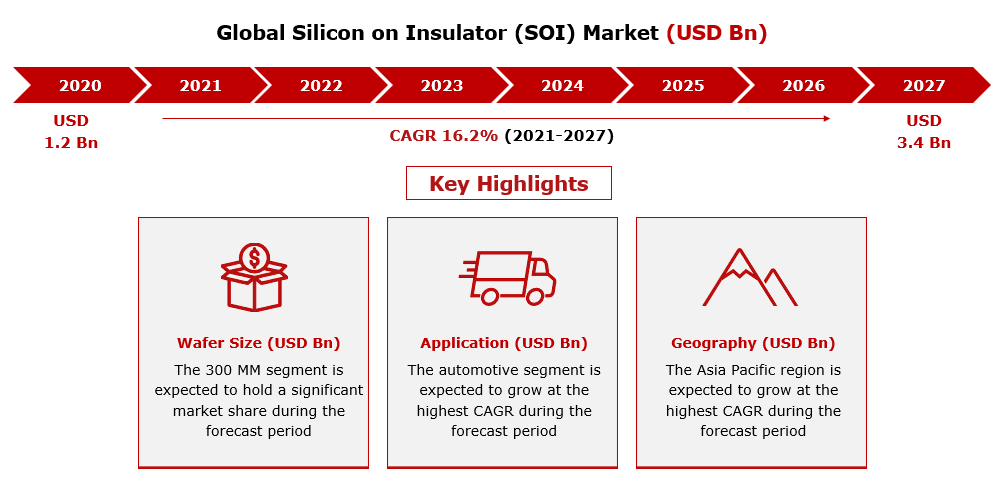 Global Silicon on Insulator (SOI) Market (USD Bn)
2020 2021 2022 2023 2024 2025 2026 2027
USD
1.2 Bn
CAGR 16.2% (2021-2027)
USD
3.4 Bn
Key Highlights
$
Wafer Size (USD Bn)
The 300 MM segment is
expected to hold a significant
market share during the
forecast period
Application (USD Bn)
The automotive segment is
expected to grow at the
highest CAGR during the
forecast period
Geography (USD Bn)
The Asia Pacific region is
expected to grow at the
highest CAGR during the
forecast period